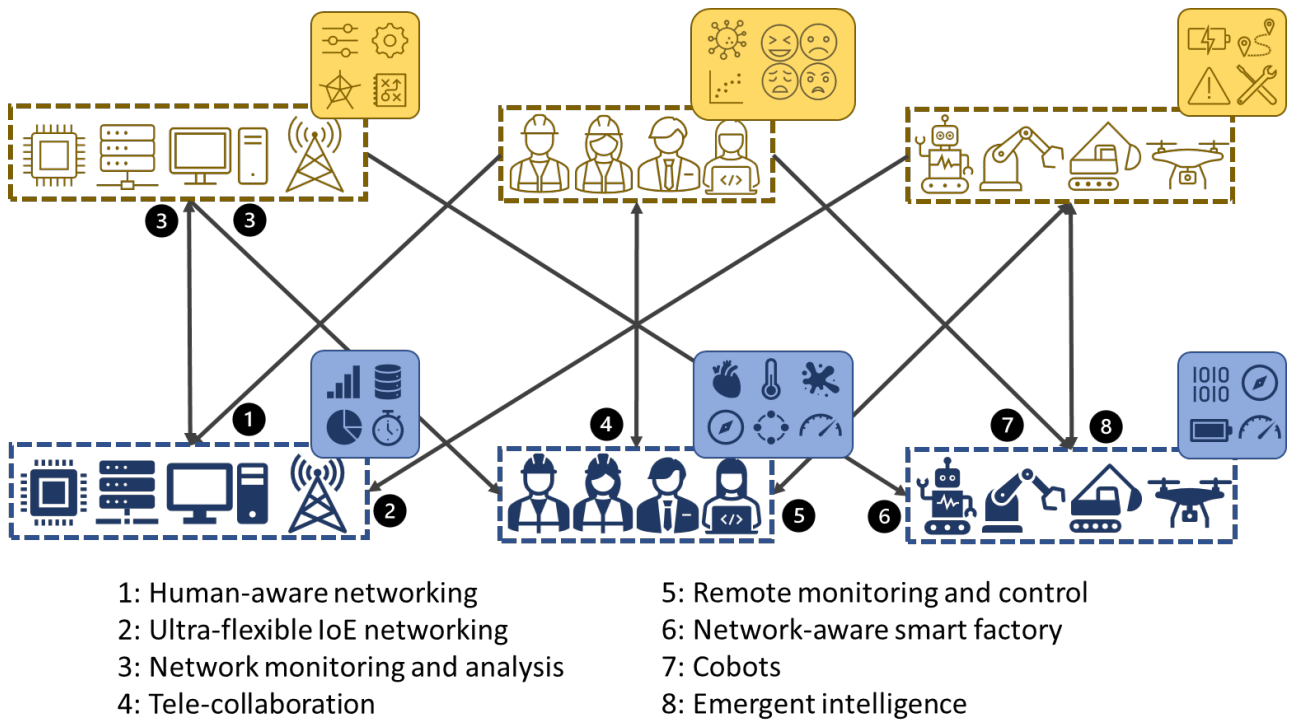 3
3
1
4
7
8
1010
1010
2
5
6
</>
</>
1: Human-aware networking
2: Ultra-flexible IoE networking
3: Network monitoring and analysis
4: Tele-collaboration
5: Remote monitoring and control
6: Network-aware smart factory
7: Cobots
8: Emergent intelligence